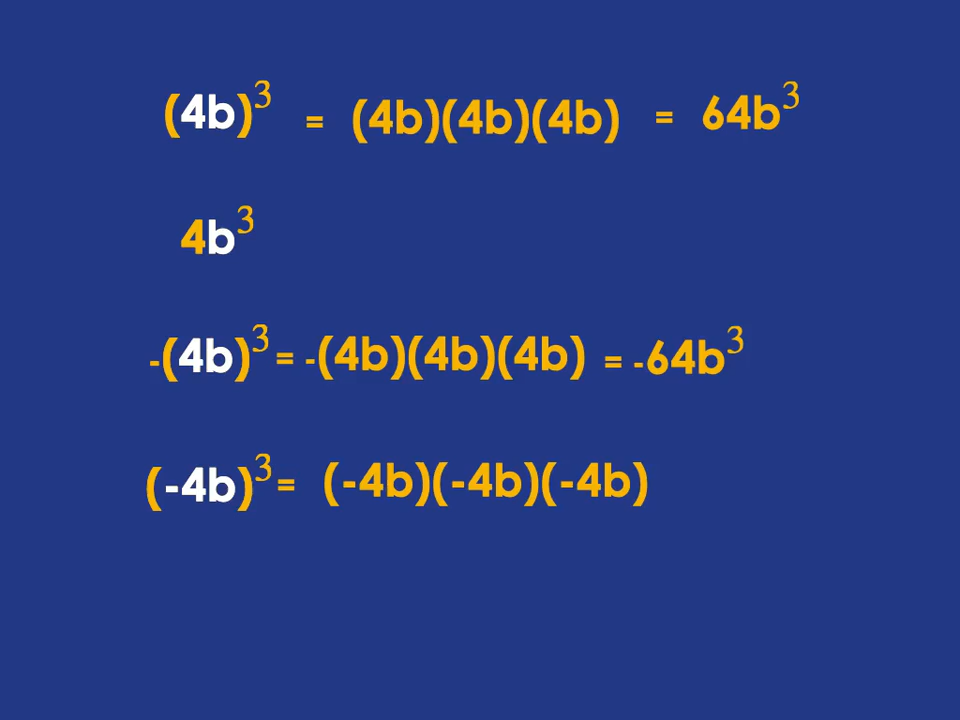 (4b)³ = (4b)(4b)(4b) = 64b³
4b³
-(4b)³ = -(4b)(4b)(4b) = -64b³
(-4b)³ = (-4b)(-4b)(-4b)